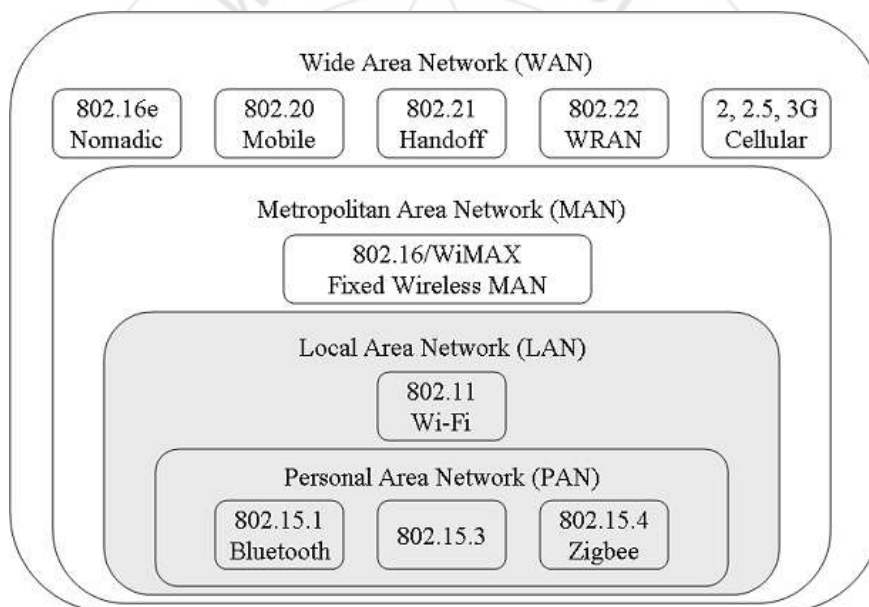 Wide Area Network (WAN)
802.16e
Nomadic
802.20
Mobile
802.21
Handoff
802.22
WRAN
2, 2.5, 3G
Cellular
Metropolitan Area Network (MAN)
802.16/WiMAX
Fixed Wireless MAN
Local Area Network (LAN)
802.11
Wi-Fi
Personal Area Network (PAN)
802.15.1
Bluetooth
802.15.3
802.15.4
Zigbee